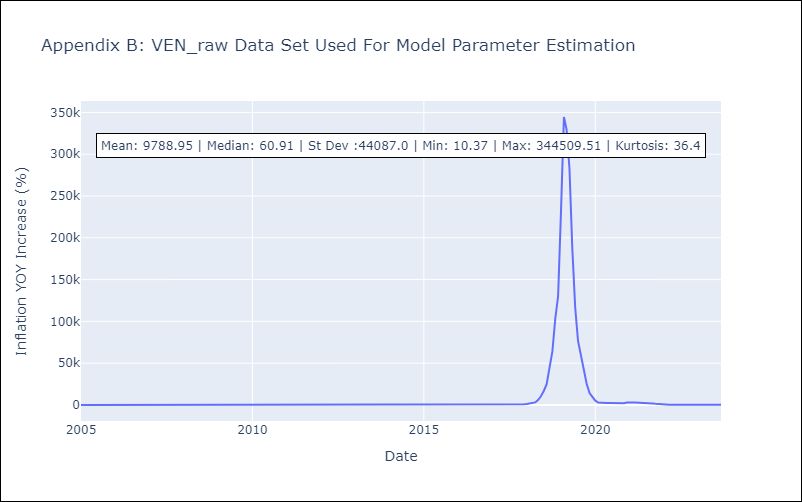 Appendix B: VEN_raw Data Set Used For Model Parameter Estimation
350k
Mean: 9788.95 | Median: 60.91 | St Dev :44087.0 | Min: 10.37 | Max: 344509.51 | Kurtosis: 36.4
300k
250k
200k
150k
100k
50k
0
Inflation YOY Increase (%)
2005 2010 2015 2020
Date